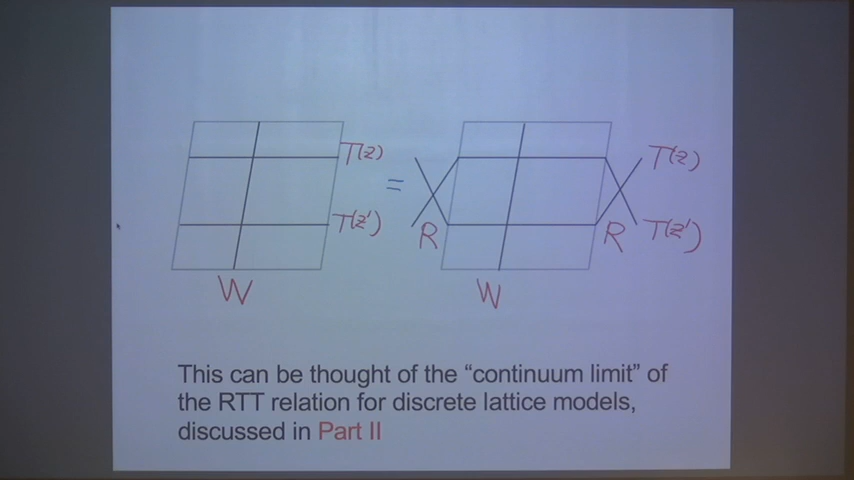 T(z)
=
T(z')
W
R
W
R
T(z)
T(z')
This can be thought of the “continuum limit” of
the RTT relation for discrete lattice models,
discussed in Part II